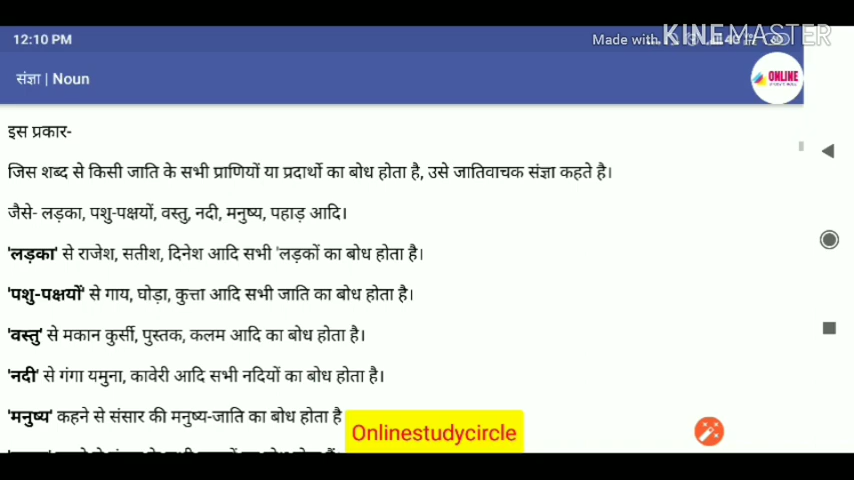 12:10 PM
Made with KINEMASTER
संज्ञा | Noun
ONLINE
इस प्रकार-
जिस शब्द से किसी जाति के सभी प्राणियों या प्रदार्थो का बोध होता है, उसे जातिवाचक संज्ञा कहते है।
जैसे- लड़का, पशु-पक्षयों, वस्तु, नदी, मनुष्य, पहाड़ आदि।
'लड़का' से राजेश, सतीश, दिनेश आदि सभी 'लड़कों का बोध होता है।
'पशु-पक्षयों' से गाय, घोड़ा, कुत्ता आदि सभी जाति का बोध होता है।
'वस्तु' से मकान कुर्सी, पुस्तक, कलम आदि का बोध होता है।
'नदी' से गंगा यमुना, कावेरी आदि सभी नदियों का बोध होता है।
'मनुष्य' कहने से संसार की मनुष्य-जाति का बोध होता है
Onlinestudycircle